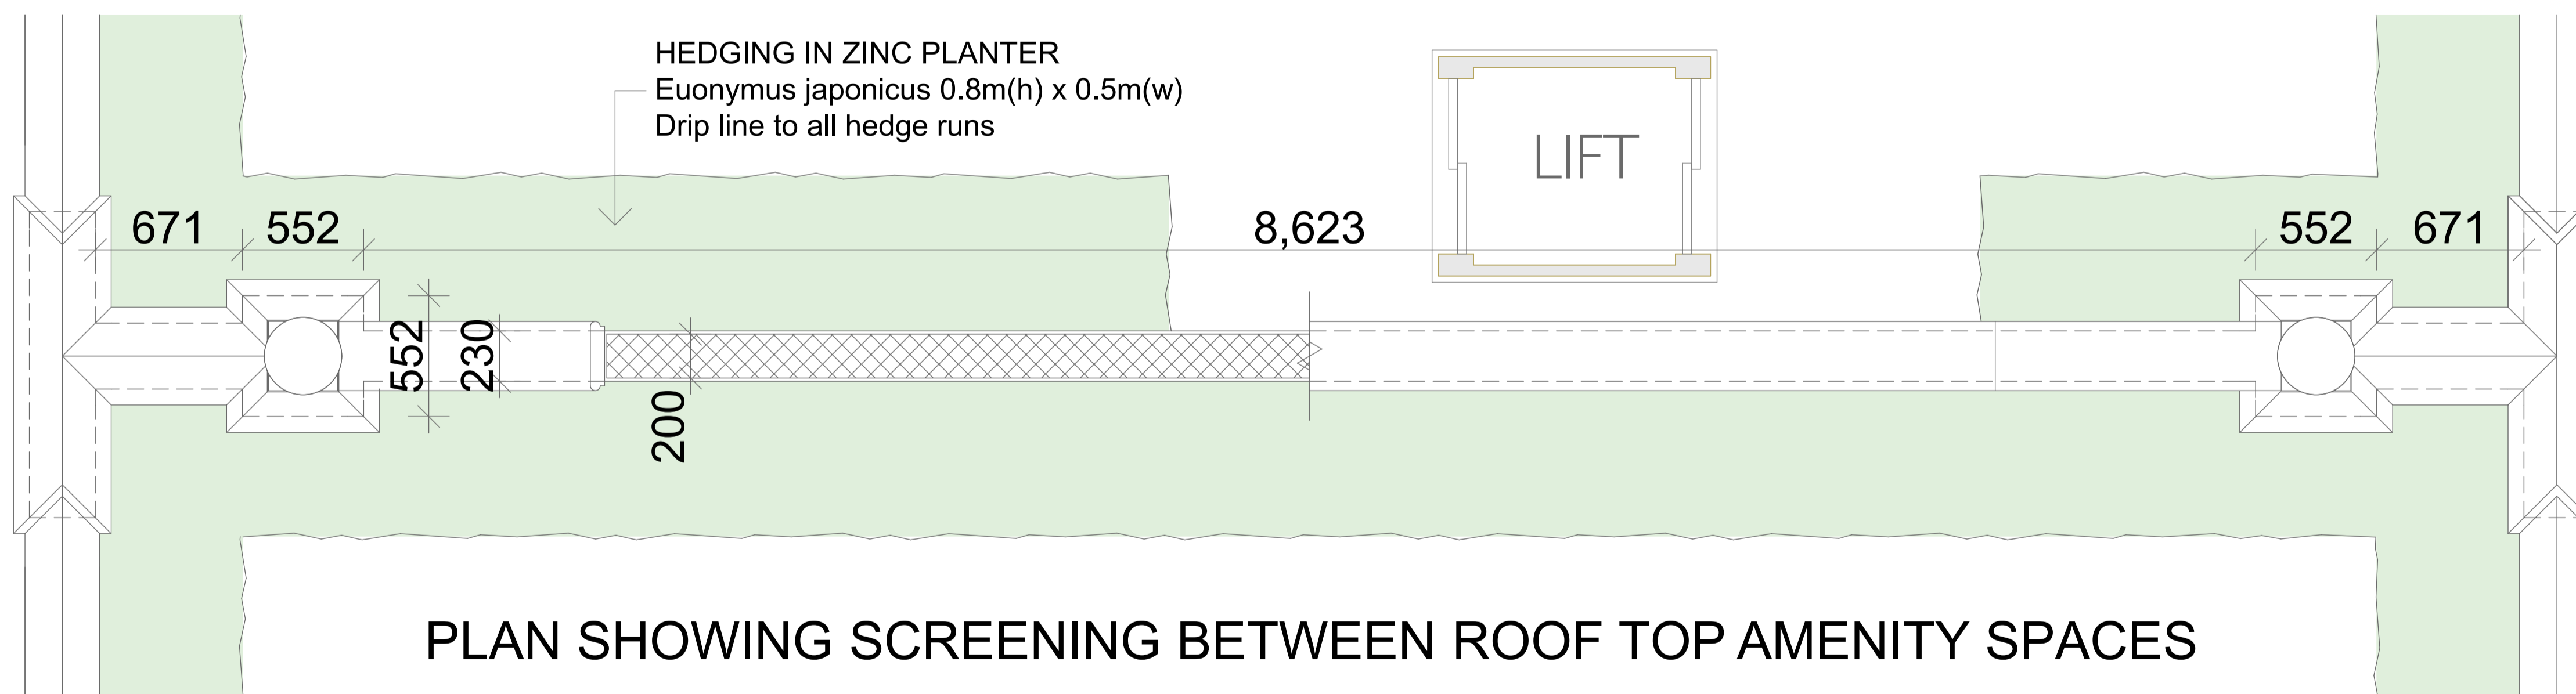 HEDGING IN ZINC PLANTER
Euonymus japonicus 0.8m(h) x 0.5m(w)
Drip line to all hedge runs
LIFT
671
552
8,623
552
671
552
230
200
PLAN SHOWING SCREENING BETWEEN ROOF TOP AMENITY SPACES